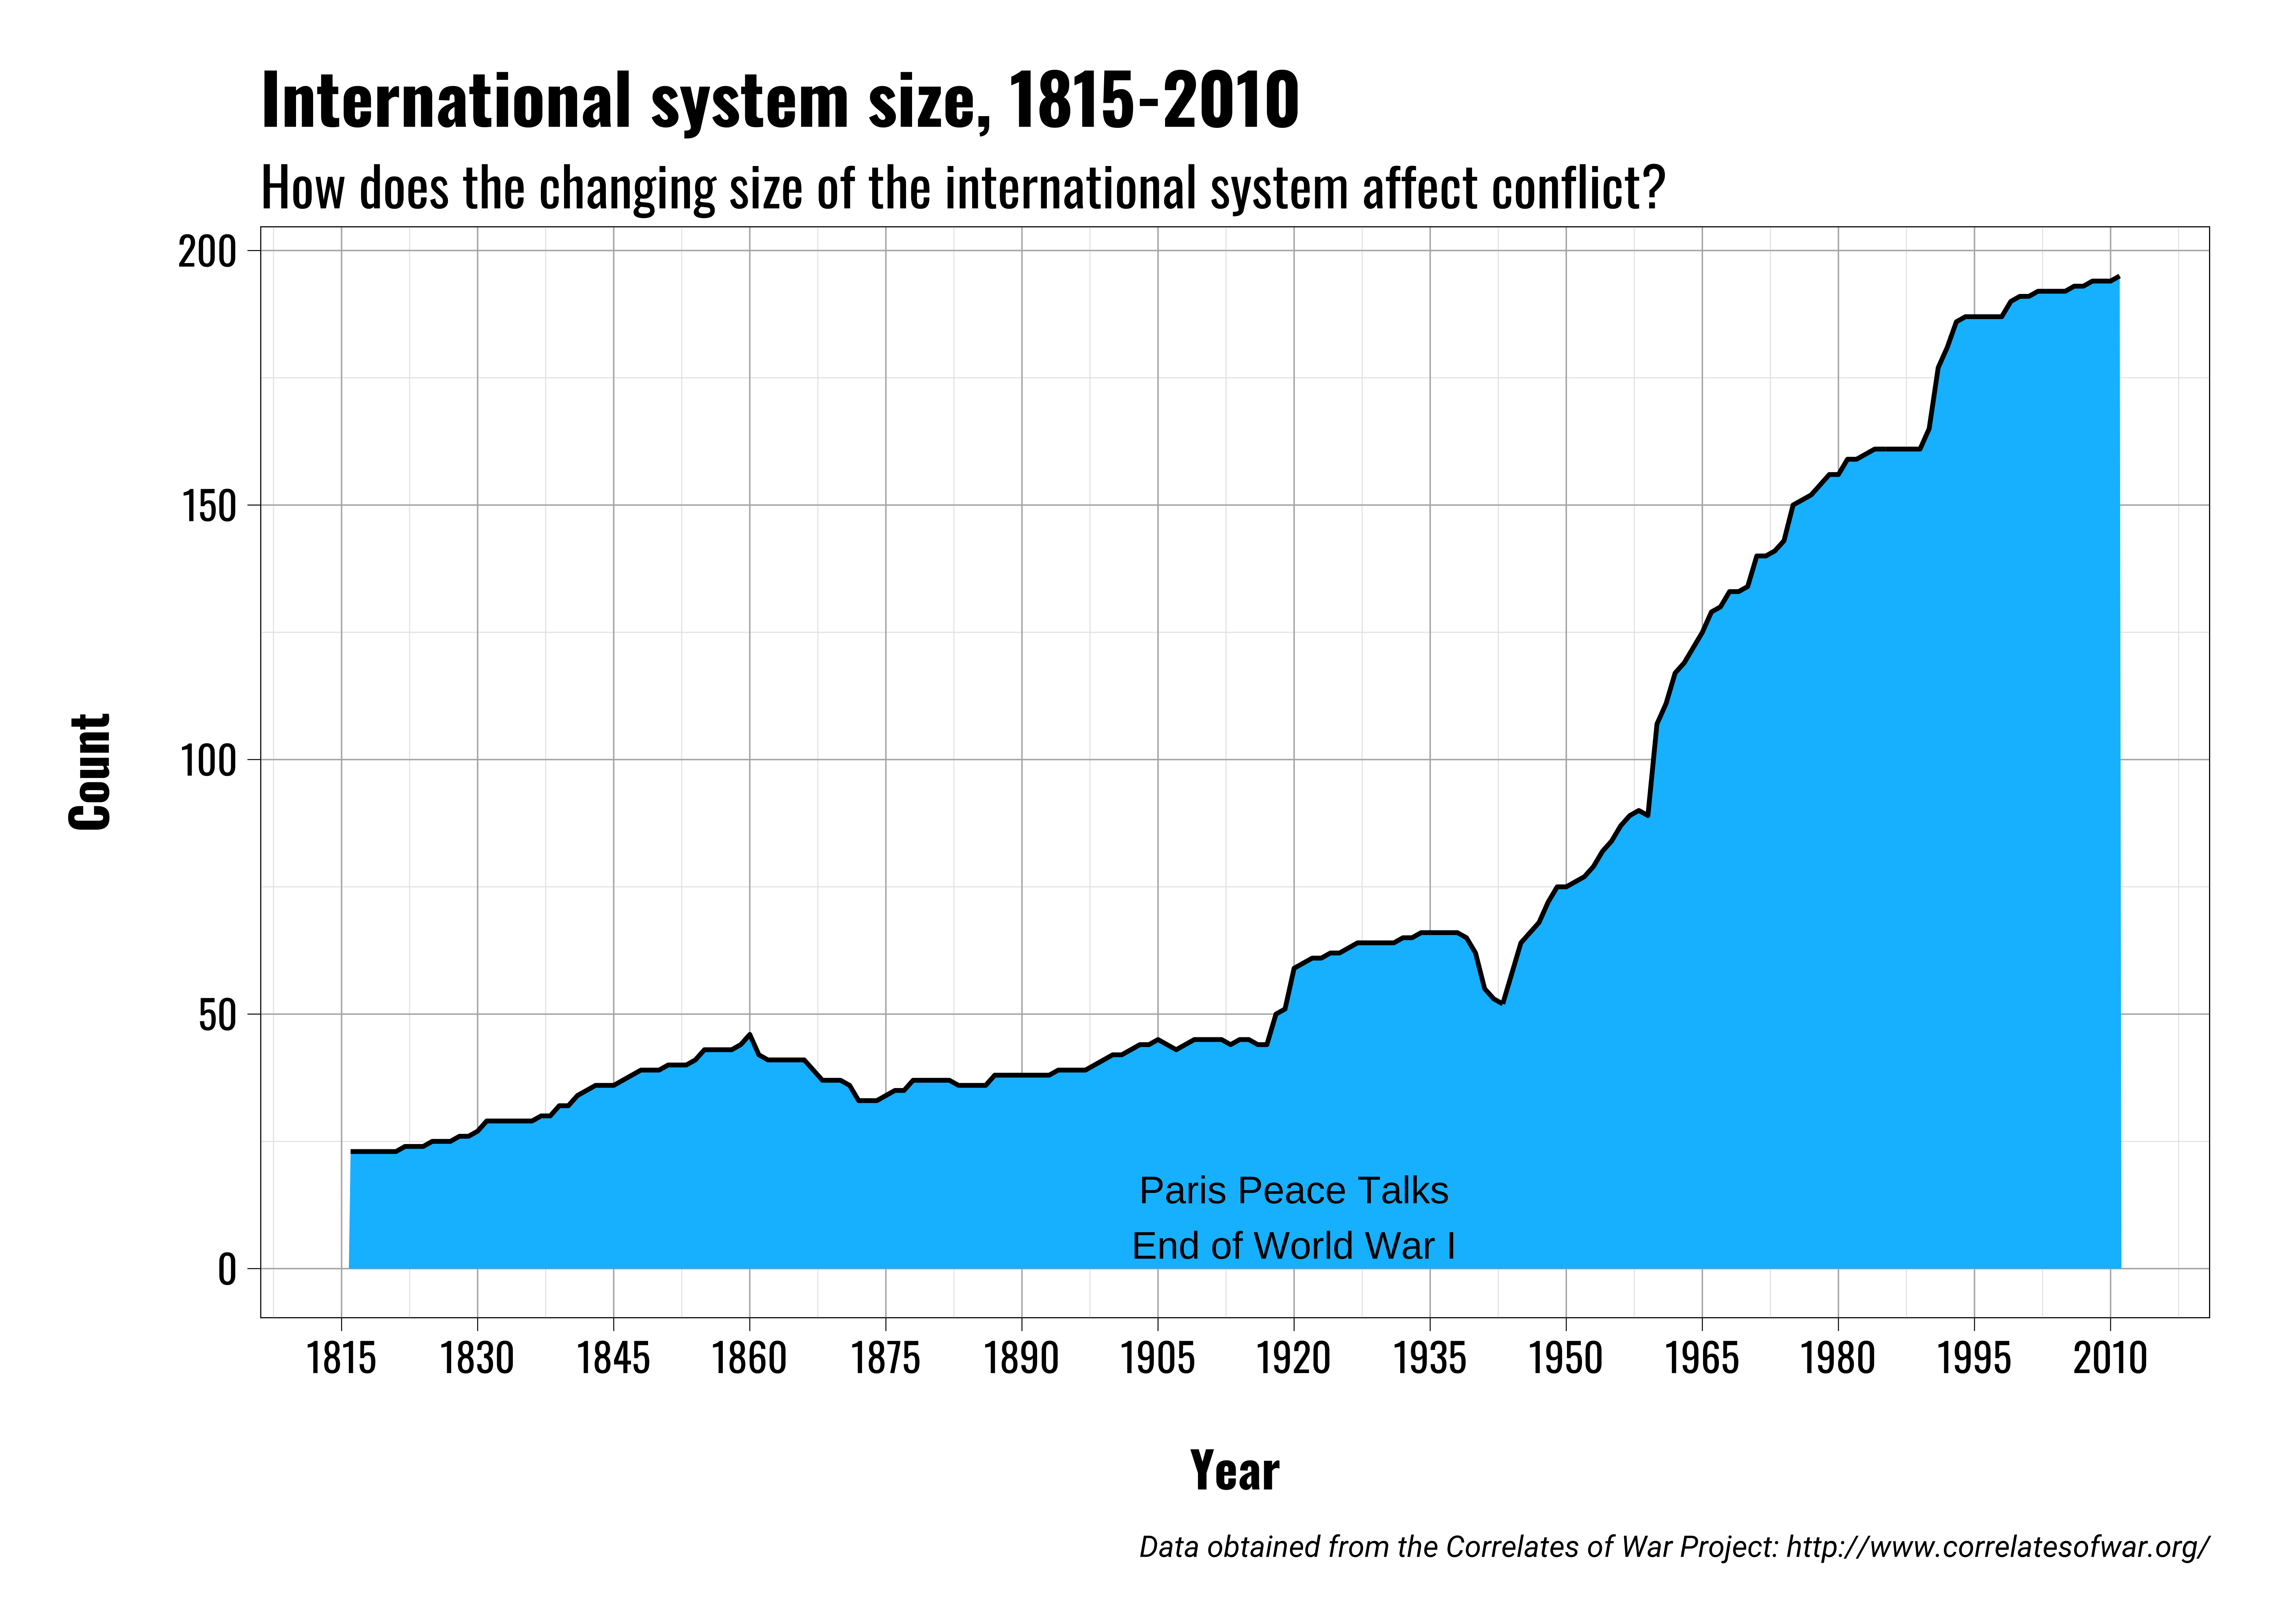 International system size, 1815-2010
How does the changing size of the international system affect conflict?
200
150
100
50
0
Count
Paris Peace Talks
End of World War I
1815 1830 1845 1860 1875 1890 1905 1920 1935 1950 1965 1980 1995 2010
Year
Data obtained from the Correlates of War Project: http://www.correlatesofwar.org/